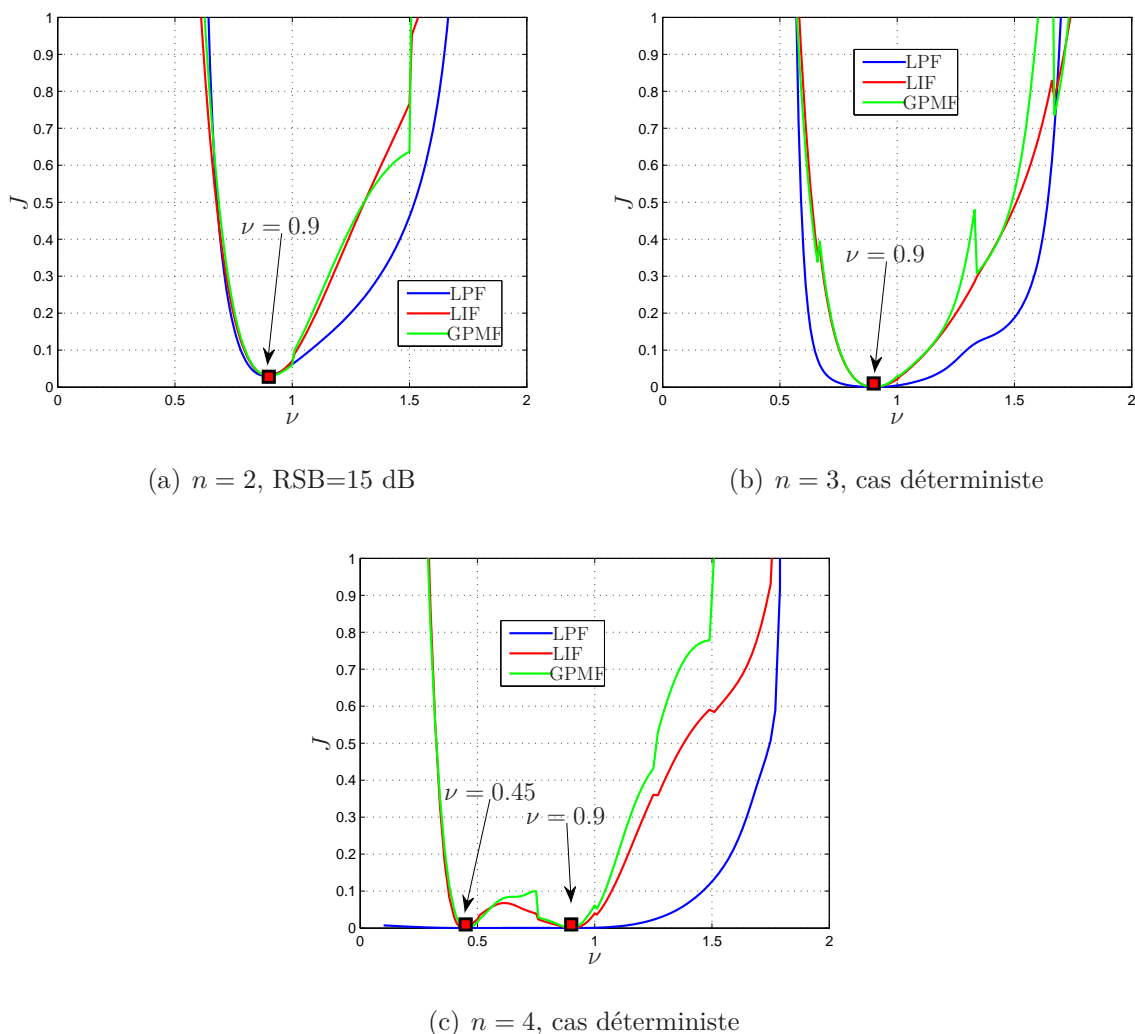 1
0.9
0.8
0.7
0.6
0.5
0.4
0.3
0.2
0.1
0
J
ν = 0.9
LPF
LIF
GPMF
0 0.5 1 1.5 2
ν
(a) n = 2, RSB=15 dB
1
0.9
0.8
0.7
0.6
0.5
0.4
0.3
0.2
0.1
0
J
LPF
LIF
GPMF
ν = 0.9
0 0.5 1 1.5 2
ν
(b) n = 3, cas déterministe
1
0.9
0.8
0.7
0.6
0.5
0.4
0.3
0.2
0.1
0
J
LPF
LIF
GPMF
ν = 0.45
ν = 0.9
0 0.5 1 1.5 2
ν
(c) n = 4, cas déterministe